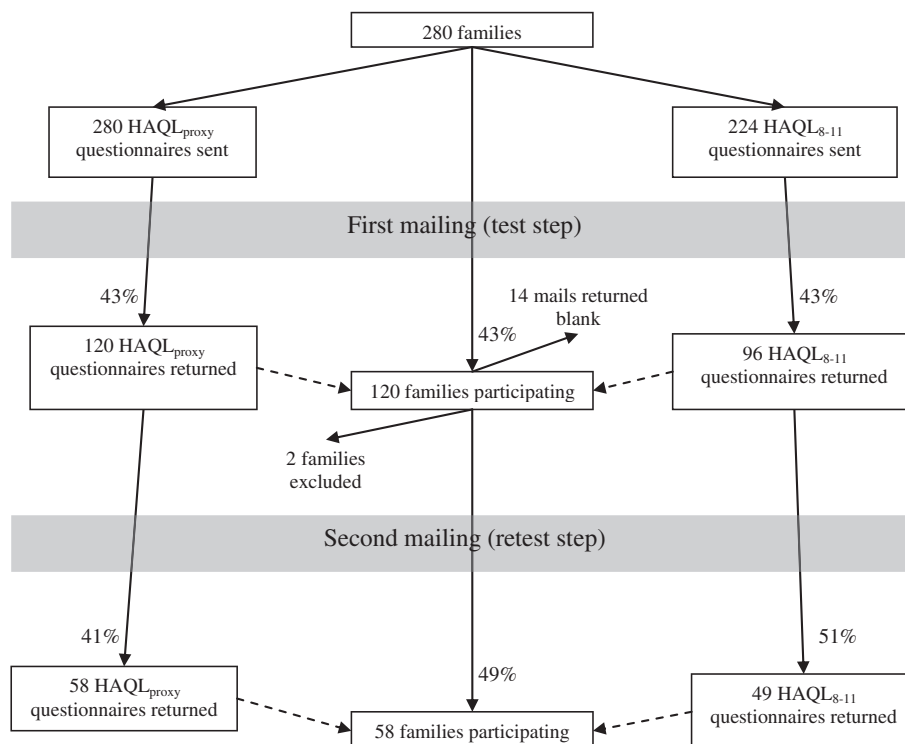 280 families
280 HAQLproxy
questionnaires sent
224 HAQL8-11
questionnaires sent
First mailing (test step)
43%
14 mails returned
blank
43%
43%
120 HAQLproxy
questionnaires returned
96 HAQL8-11
questionnaires returned
120 families participating
2 families
excluded
Second mailing (retest step)
41%
51%
49%
58 HAQLproxy
questionnaires returned
49 HAQL8-11
questionnaires returned
58 families participating